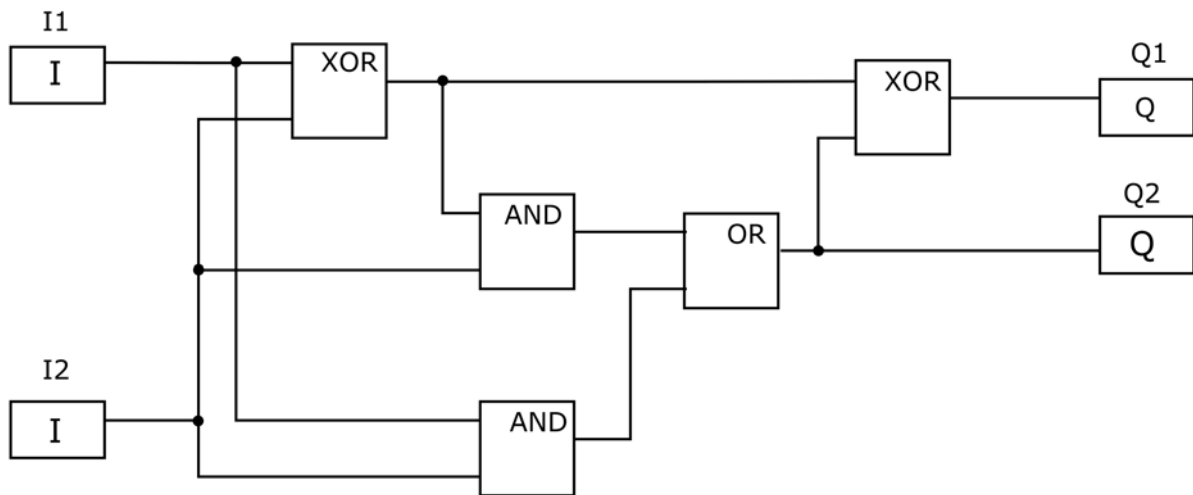 I1
I
XOR
XOR
Q1
Q
AND
OR
Q2
Q
I2
I
AND